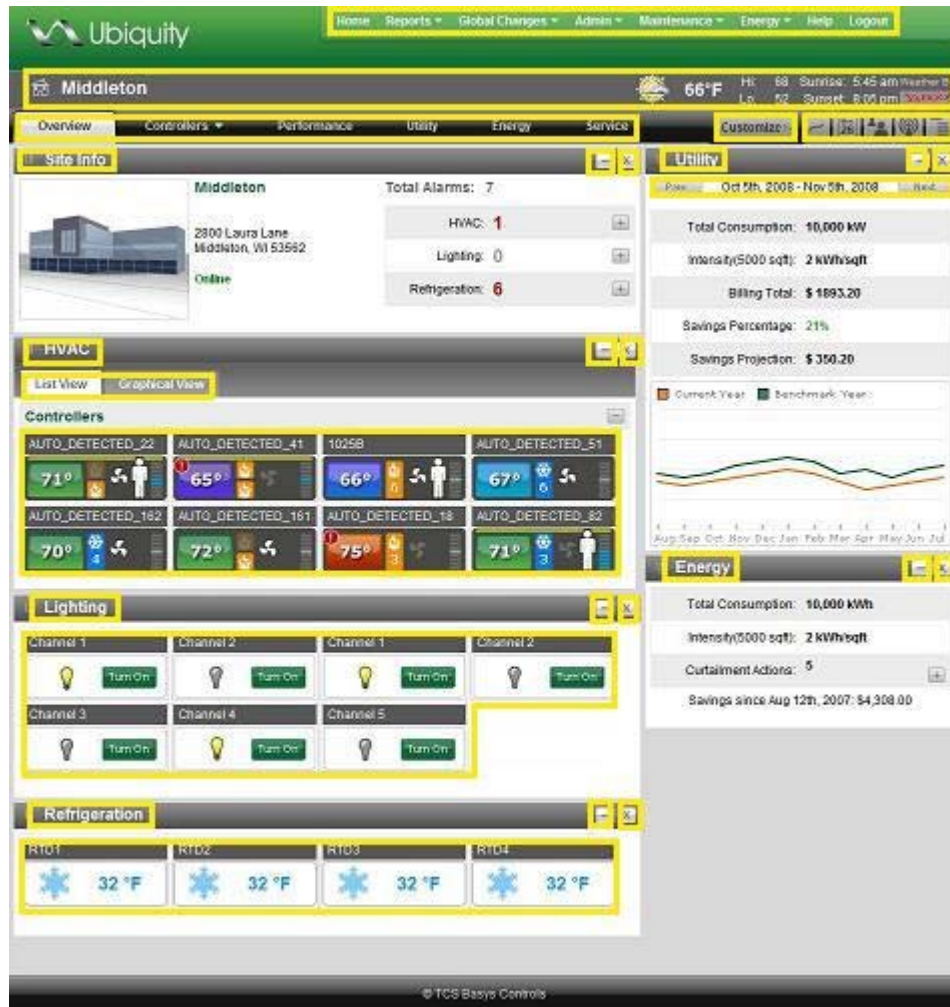 Ubiquity
Home Reports Global Changes Admin Maintenance Energy Help Logout
Middleton
66°F Hi: 68 Sunrise: 5:45 am
Lo: 52 Sunset: 8:05 pm
Overview Controllers Performance Utility Energy Service Customize
Site Info
Middleton
2800 Laura Lane
Middleton, WI 53562
Online
Total Alarms: 7
HVAC: 1
Lighting: 0
Refrigeration: 6
HVAC
List View Graphical View
Controllers
AUTO_DETECTED_22 AUTO_DETECTED_41 1025B AUTO_DETECTED_51
71° 65° 66° 6 67° 6
AUTO_DETECTED_162 AUTO_DETECTED_161 AUTO_DETECTED_18 AUTO_DETECTED_82
70° 4 72° 75° 3 71° 3
Lighting
Channel 1 Channel 2 Channel 1 Channel 2
Turn On Turn On Turn On Turn On
Channel 3 Channel 4 Channel 5
Turn On Turn On Turn On
Refrigeration
RTD1 RTD2 RTD3 RTD4
32 °F 32 °F 32 °F 32 °F
Utility
Prev Oct 5th, 2008 - Nov 5th, 2008 Next
Total Consumption: 10,000 kW
Intensity(5000 sqft): 2 kWh/sqft
Billing Total: $ 1893.20
Savings Percentage: 21%
Savings Projection: $ 350.20
Current Year Benchmark Year
Aug Sep Oct Nov Dec Jan Feb Mar Apr May Jun Jul
Energy
Total Consumption: 10,000 kWh
Intensity(5000 sqft): 2 kWh/sqft
Curtailment Actions: 5
Savings since Aug 12th, 2007: $4,308.00
© TCS Basys Controls